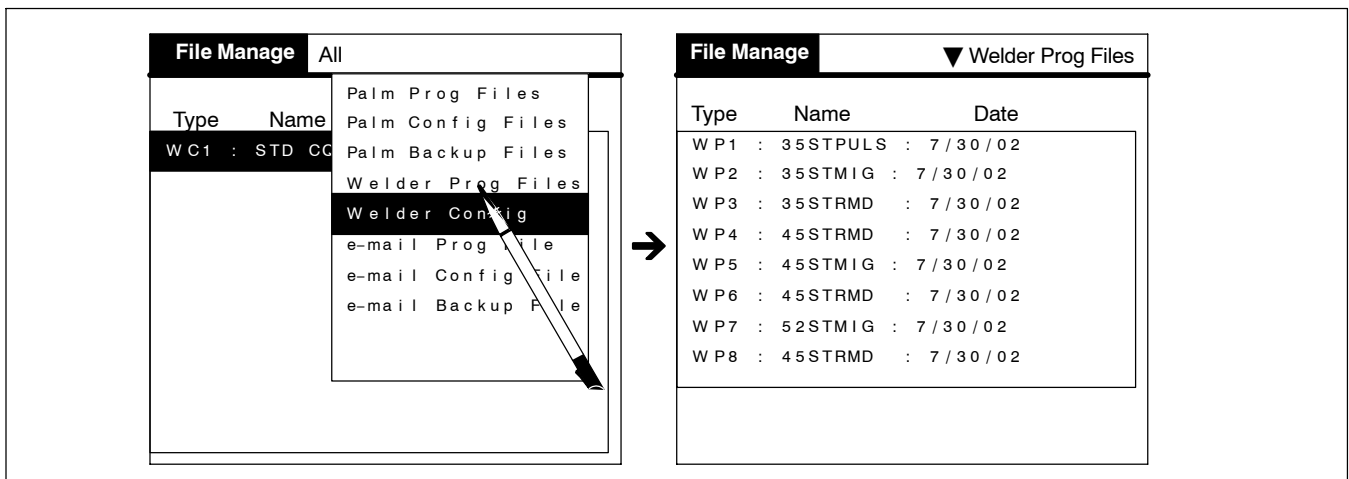 File Manage All
Palm Prog Files
Palm Config Files
Type Name
WC1 : STD CO
Palm Backup Files
Welder Prog Files
Welder Config
e-mail Prog File
e-mail Config File
e-mail Backup File
File Manage ▼ Welder Prog Files
Type Name Date
WP1 : 35STPULS : 7/30/02
WP2 : 35STMIG : 7/30/02
WP3 : 35STRMD : 7/30/02
WP4 : 45STRMD : 7/30/02
WP5 : 45STMIG : 7/30/02
WP6 : 45STRMD : 7/30/02
WP7 : 52STMIG : 7/30/02
WP8 : 45STRMD : 7/30/02